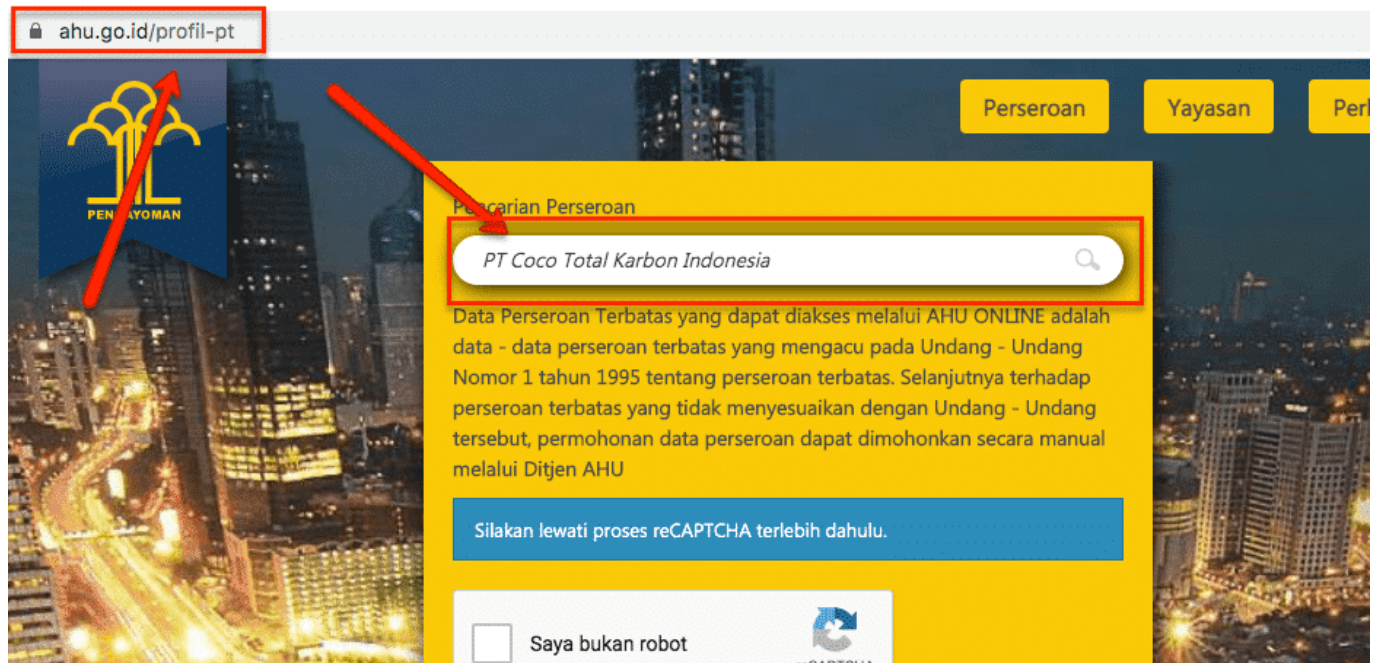 ahu.go.id/profil-pt
Perseroan
Yayasan
PENGAYOMAN
Pencarian Perseroan
PT Coco Total Karbon Indonesia
Data Perseroan Terbatas yang dapat diakses melalui AHU ONLINE adalah
data - data perseroan terbatas yang mengacu pada Undang - Undang
Nomor 1 tahun 1995 tentang perseroan terbatas. Selanjutnya terhadap
perseroan terbatas yang tidak menyesuaikan dengan Undang - Undang
tersebut, permohonan data perseroan dapat dimohonkan secara manual
melalui Ditjen AHU
Silakan lewati proses reCAPTCHA terlebih dahulu.
Saya bukan robot
reCAPTCHA